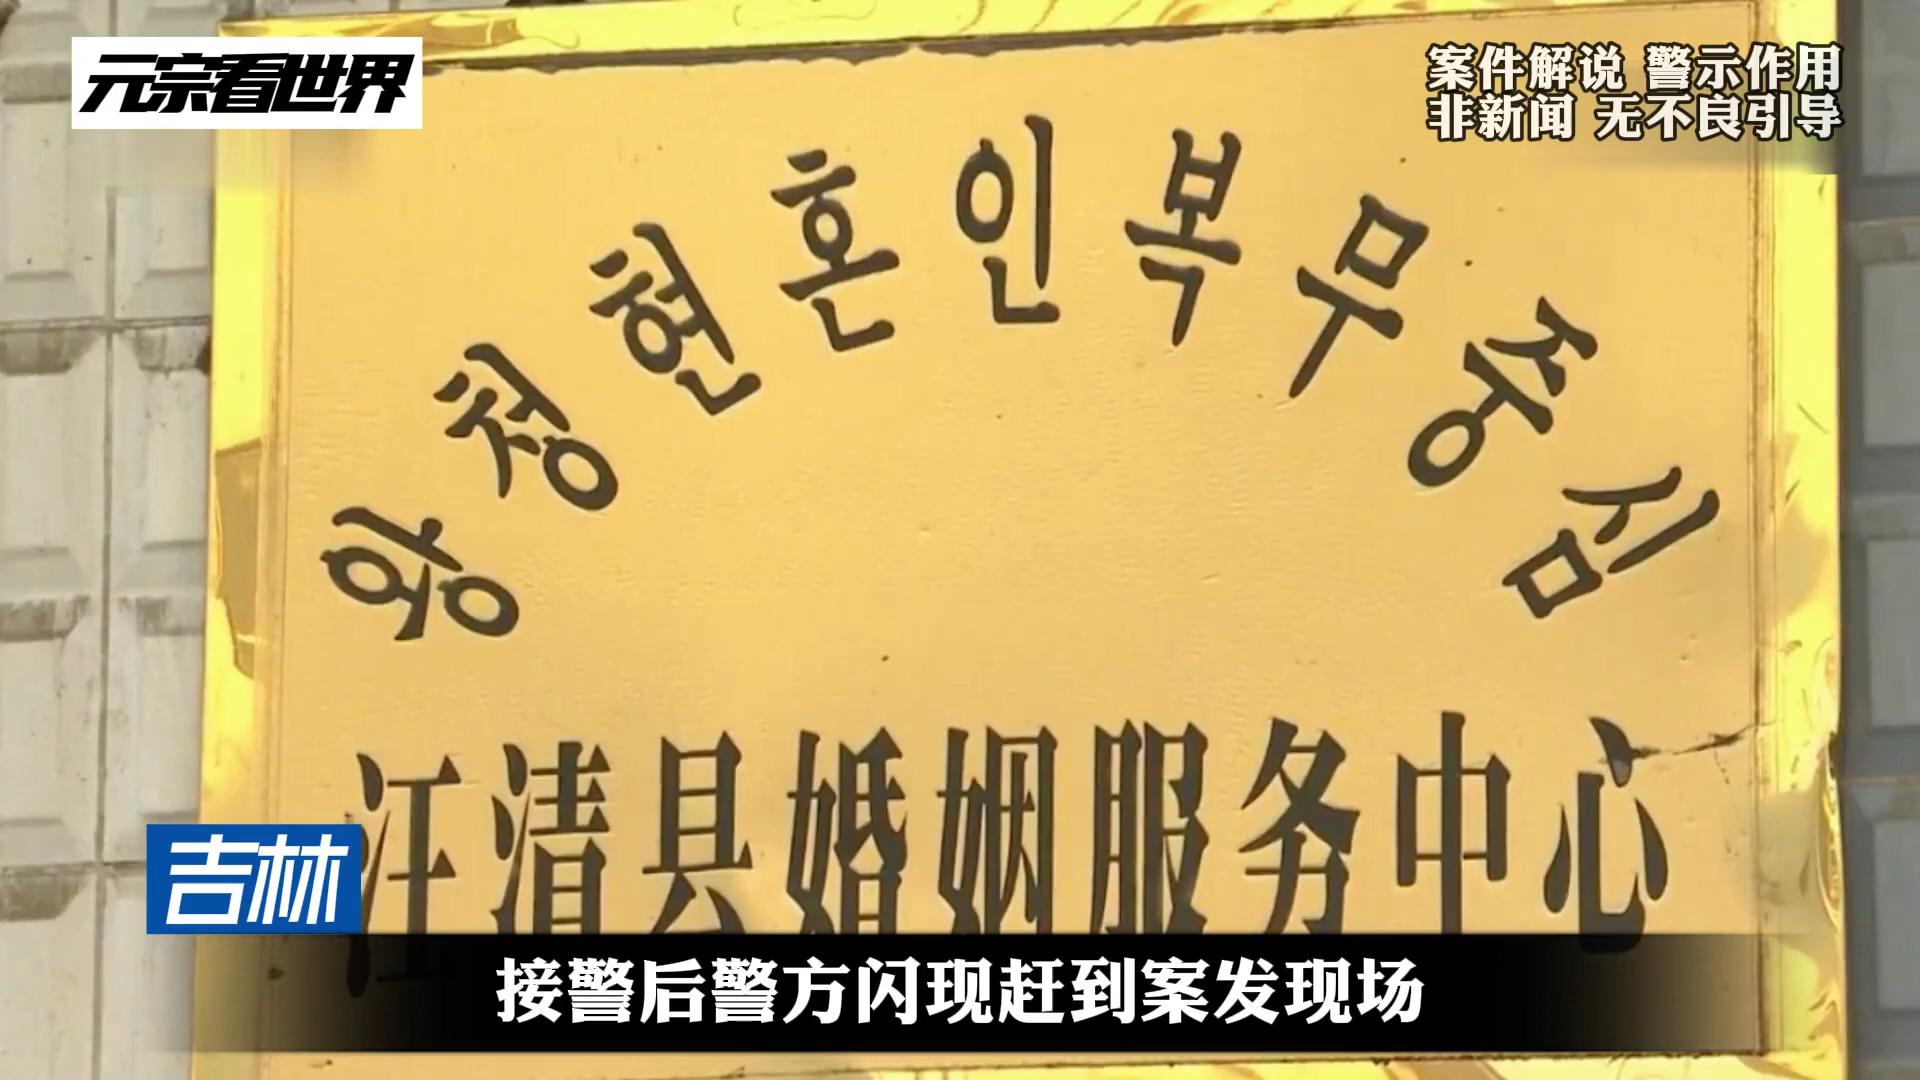 元宗看世界
案件解说 警示作用
非新闻 无不良引导
왕청현혼인복무중심
汪清县婚姻服务中心
吉林
接警后警方闪现赶到案发现场